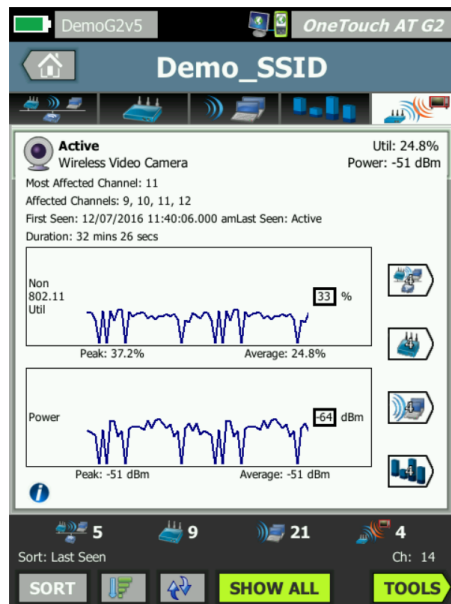 DemoG2v5
OneTouch AT G2
Demo_SSID
Active
Util: 24.8%
Wireless Video Camera
Power: -51 dBm
Most Affected Channel: 11
Affected Channels: 9, 10, 11, 12
First Seen: 12/07/2016 11:40:06.000 amLast Seen: Active
Duration: 32 mins 26 secs
Non
802.11
Util
33 %
Peak: 37.2%
Average: 24.8%
Power
-64 dBm
Peak: -51 dBm
Average: -51 dBm
5
9
21
4
Sort: Last Seen
Ch: 14
SORT
SHOW ALL
TOOLS